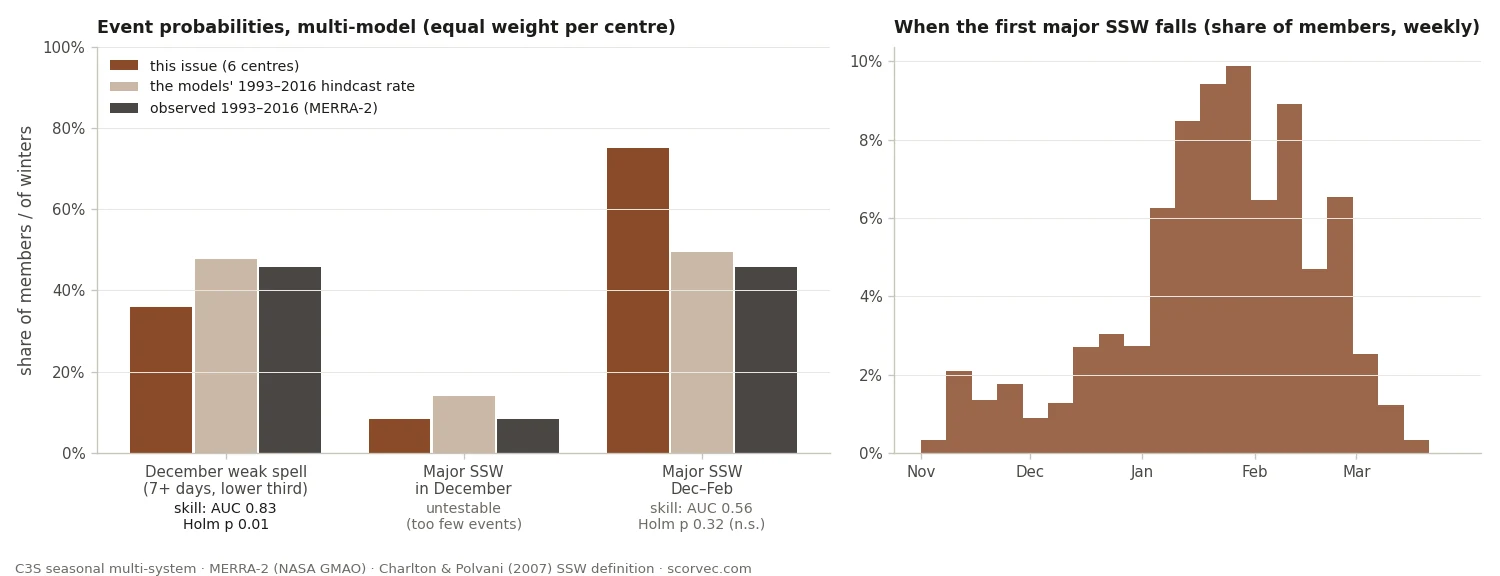 Event probabilities, multi-model (equal weight per centre)
100%
80%
60%
40%
20%
0%
share of members / of winters
this issue (6 centres)
the models' 1993–2016 hindcast rate
observed 1993–2016 (MERRA-2)
December weak spell
(7+ days, lower third)
skill: AUC 0.83
Holm p 0.01
Major SSW
in December
untestable
(too few events)
Major SSW
Dec–Feb
skill: AUC 0.56
Holm p 0.32 (n.s.)
When the first major SSW falls (share of members, weekly)
10%
8%
6%
4%
2%
0%
Nov Dec Jan Feb Mar
C3S seasonal multi-system · MERRA-2 (NASA GMAO) · Charlton & Polvani (2007) SSW definition · scorvec.com